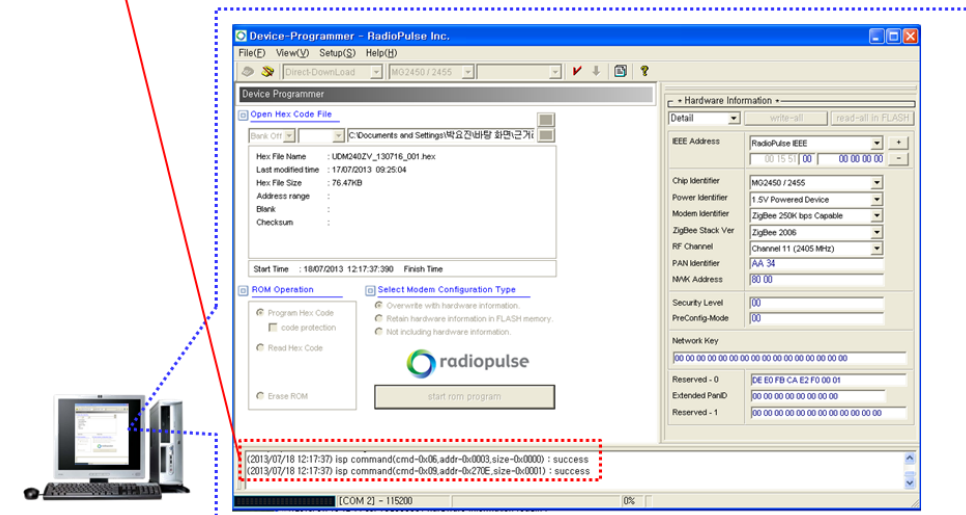 Device-Programmer - RadioPulse Inc.
File(F) View(V) Setup(S) Help(H)
Direct-DownLoad MG2450 / 2455
Device Programmer
Open Hex Code File
Bank Off C:\Documents and Settings\박요진\바탕 화면\근거리
Hex File Name : UDM240ZV_130716_001.hex
Last modified time : 17/07/2013 09:25:04
Hex File Size : 76.47KB
Address range :
Blank :
Checksum :
Start Time : 18/07/2013 12:17:37:390 Finish Time
ROM Operation
Program Hex Code
code protection
Read Hex Code
Erase ROM
Select Modem Configuration Type
Overwrite with hardware information.
Retain hardware information in FLASH memory.
Not including hardware information.
radiopulse
start rom program
Hardware Information
Detail write-all read-all in FLASH
IEEE Address RadioPulse IEEE +
00 15 51 00 00 00 00 00 -
Chip Identifier MG2450 / 2455
Power Identifier 1.5V Powered Device
Modem Identifier ZigBee 250K bps Capable
ZigBee Stack Ver ZigBee 2006
RF Channel Channel 11 (2405 MHz)
PAN Identifier AA 34
NWK Address 80 00
Security Level 00
PreConfig-Mode 00
Network Key
00 00 00 00 00 00 00 00 00 00 00 00 00 00 00 00
Reserved - 0 DE E0 FB CA E2 F0 00 01
Extended PanID 00 00 00 00 00 00 00 00
Reserved - 1 00 00 00 00 00 00 00 00 00 00 00 00
(2013/07/18 12:17:37) isp command(cmd-0x06,addr-0x0003,size-0x0000) : success
(2013/07/18 12:17:37) isp command(cmd-0x09,addr-0x270E,size-0x0001) : success
[COM 2] - 115200 0%